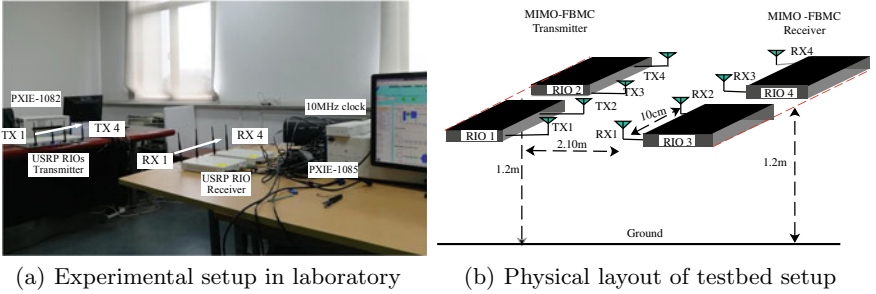 PXIE-1082
TX 1
TX 4
USRP RIOs
Transmitter
RX 1
RX 4
USRP RIO
Receiver
10MHz clock
PXIE-1085
(a) Experimental setup in laboratory
MIMO-FBMC
Transmitter
MIMO -FBMC
Receiver
RIO 2
TX4
TX3
TX2
RIO 1
TX1
RX4
RX3
RIO 4
RX2
10cm
RX1
RIO 3
2.10m
1.2m
1.2m
Ground
(b) Physical layout of testbed setup